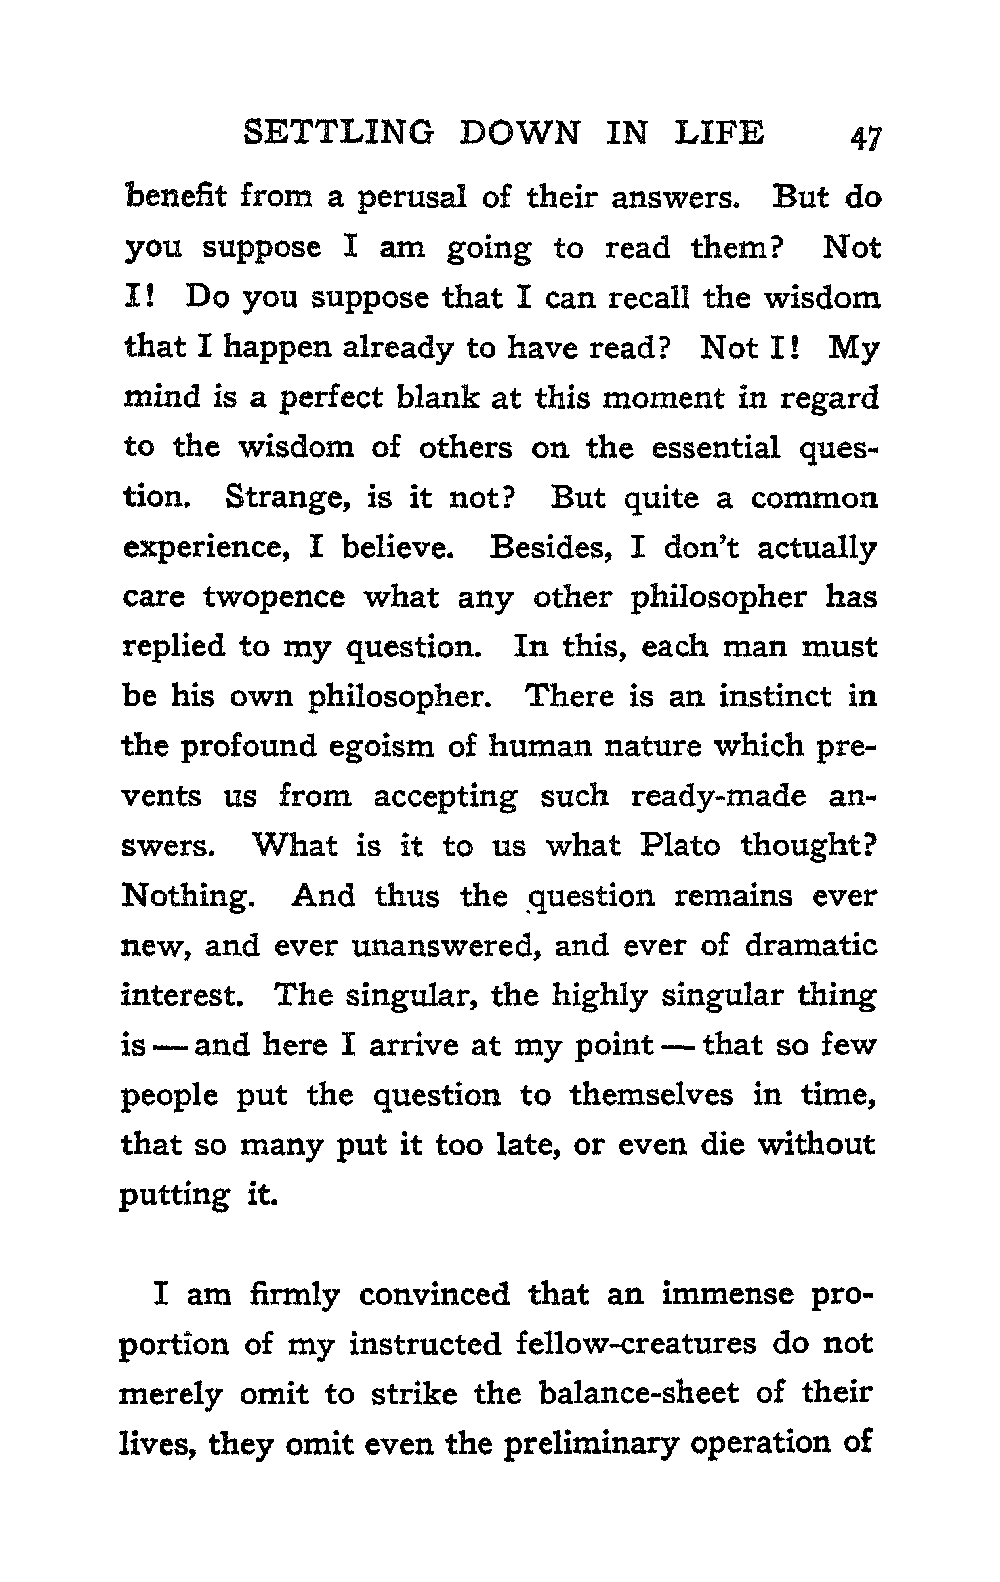 SETTLING DOWN IN LIFE 47
benefit from a perusal of their answers. But do
you suppose I am going to read them? Not
I! Do you suppose that I can recall the wisdom
that I happen already to have read? Not I! My
mind is a perfect blank at this moment in regard
to the wisdom of others on the essential ques-
tion. Strange, is it not? But quite a common
experience, I believe. Besides, I don't actually
care twopence what any other philosopher has
replied to my question. In this, each man must
be his own philosopher. There is an instinct in
the profound egoism of human nature which pre-
vents us from accepting such ready-made an-
swers. What is it to us what Plato thought?
Nothing. And thus the question remains ever
new, and ever unanswered, and ever of dramatic
interest. The singular, the highly singular thing
is — and here I arrive at my point — that so few
people put the question to themselves in time,
that so many put it too late, or even die without
putting it.
I am firmly convinced that an immense pro-
portion of my instructed fellow-creatures do not
merely omit to strike the balance-sheet of their
lives, they omit even the preliminary operation of